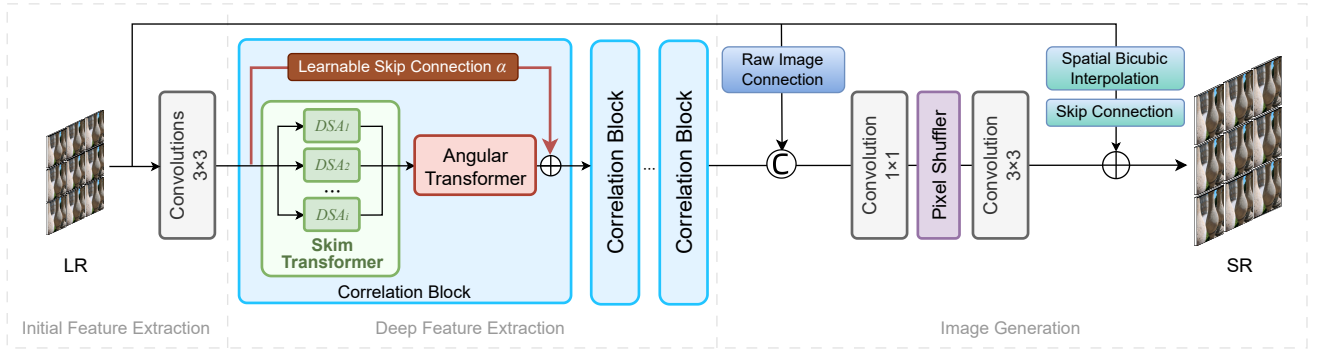 LR
Convolutions
3×3
Learnable Skip Connection α
DSA1
DSA2
...
DSAi
Skim
Transformer
Angular
Transformer
Correlation Block
Correlation Block
...
Correlation Block
Raw Image
Connection
C
Convolution
1×1
Pixel Shuffler
Convolution
3×3
Spatial Bicubic
Interpolation
Skip Connection
SR
Initial Feature Extraction
Deep Feature Extraction
Image Generation